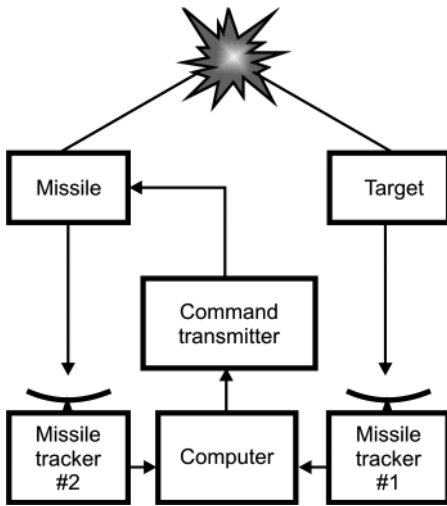 Missile
Target
Command
transmitter
Missile
tracker
#2
Computer
Missile
tracker
#1